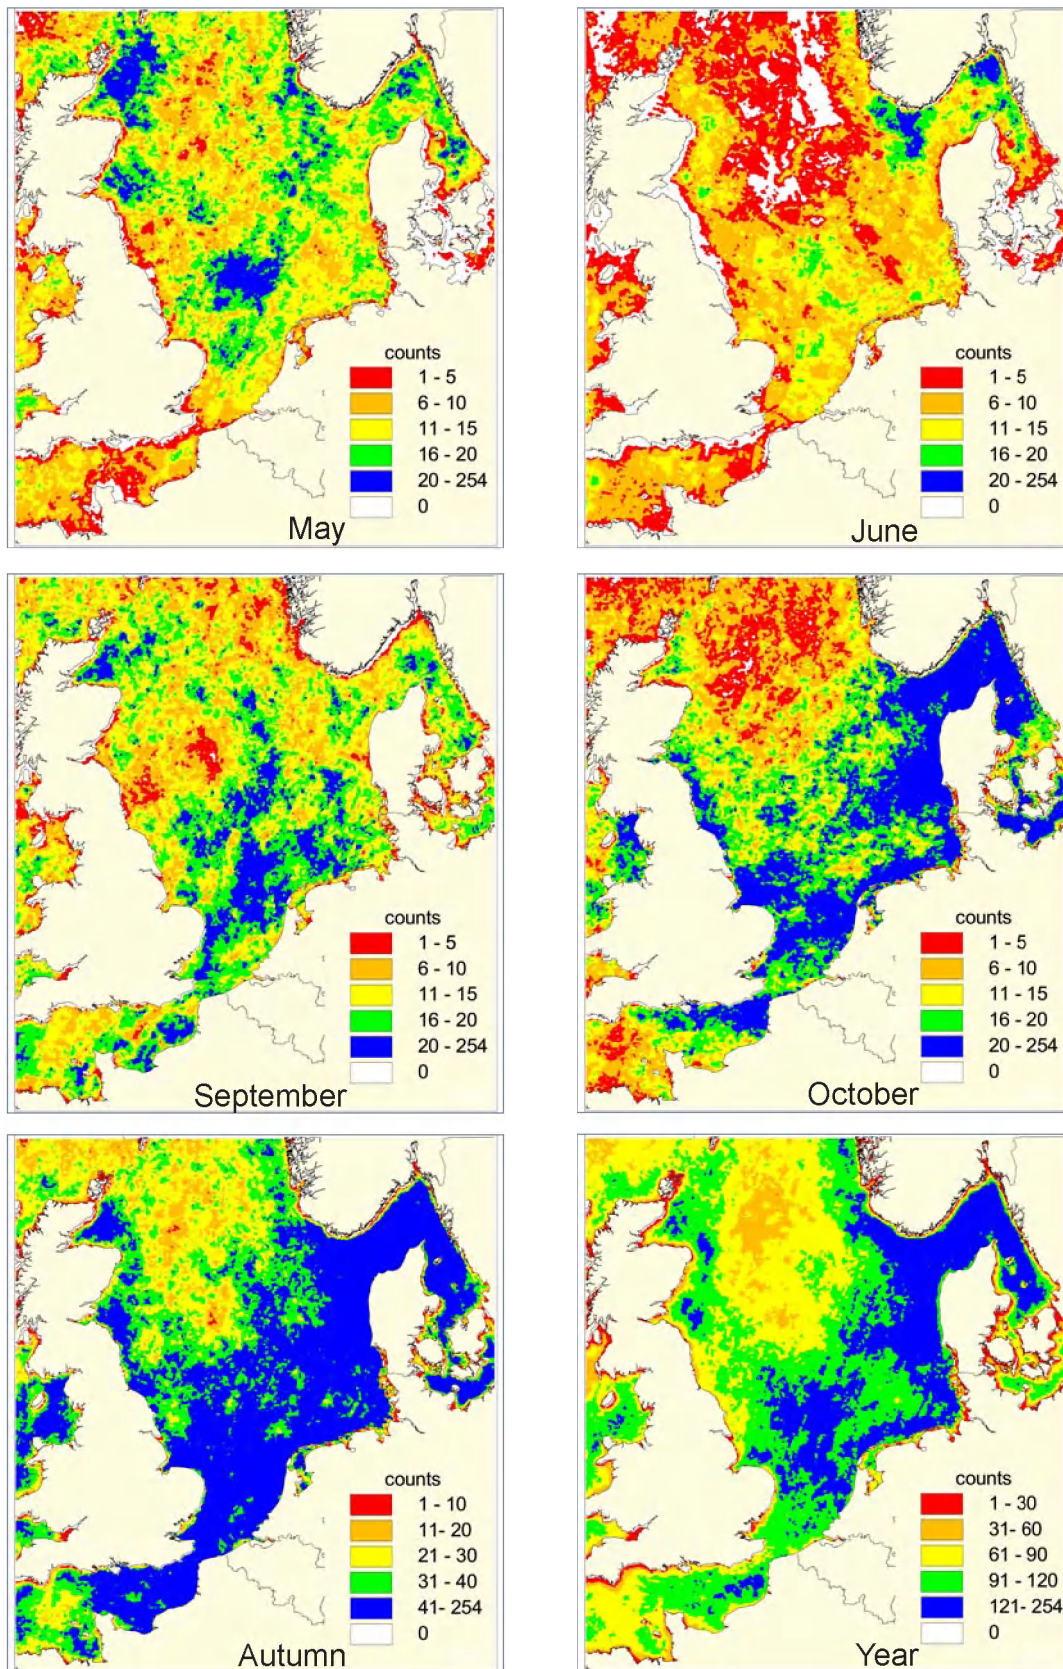 counts
1 - 5
6 - 10
11 - 15
16 - 20
20 - 254
0
May
counts
1 - 5
6 - 10
11 - 15
16 - 20
20 - 254
0
June
counts
1 - 5
6 - 10
11 - 15
16 - 20
20 - 254
0
September
counts
1 - 5
6 - 10
11 - 15
16 - 20
20 - 254
0
October
counts
1 - 10
11 - 20
21 - 30
31 - 40
41 - 254
0
Autumn
counts
1 - 30
31 - 60
61 - 90
91 - 120
121 - 254
0
Year